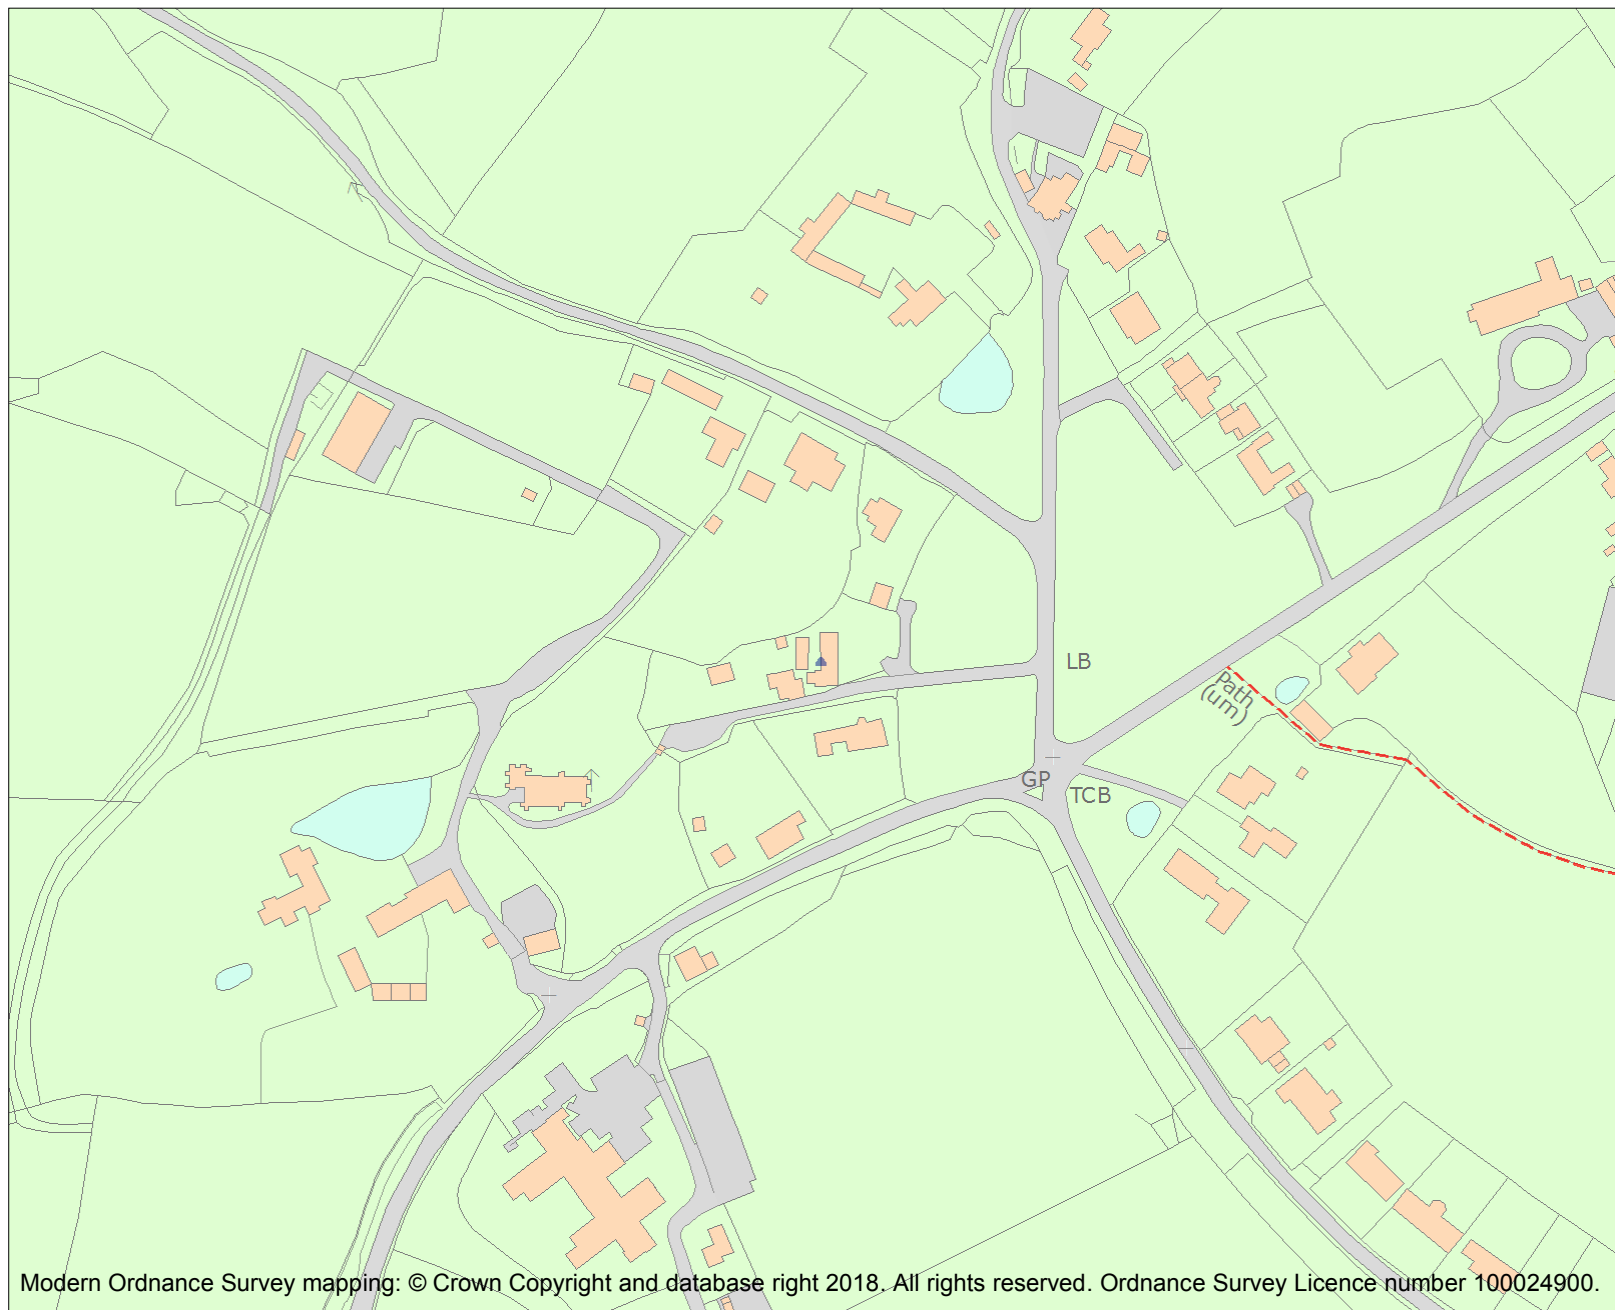 LB
Path
(um)
GP
TCB
Modern Ordnance Survey mapping: © Crown Copyright and database right 2018. All rights reserved. Ordnance Survey Licence number 100024900.